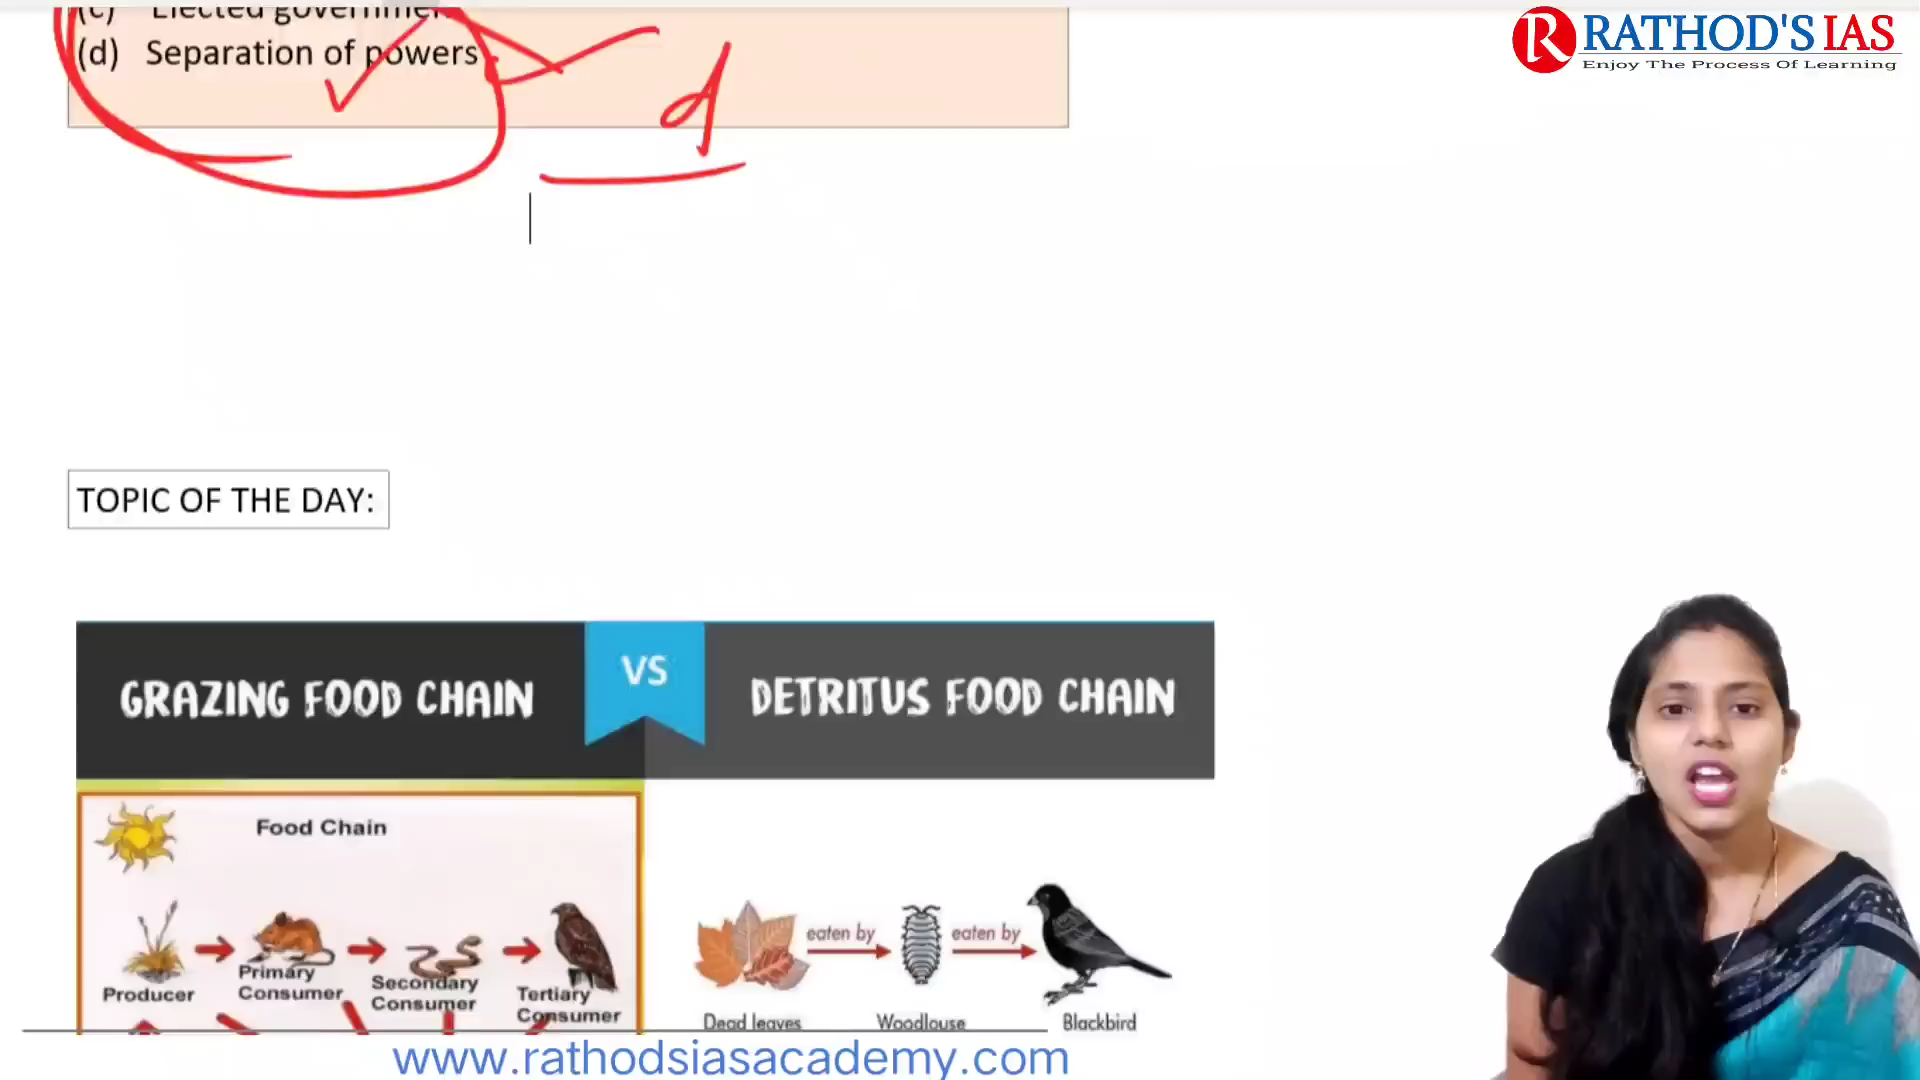 (c) Elected government
(d) Separation of powers
d
RATHOD'S IAS
Enjoy The Process Of Learning
TOPIC OF THE DAY:
GRAZING FOOD CHAIN
VS
DETRITUS FOOD CHAIN
Food Chain
Producer
Primary
Consumer
Secondary
Consumer
Tertiary
Consumer
eaten by
eaten by
Dead leaves
Woodlouse
Blackbird
www.rathodsiasacademy.com